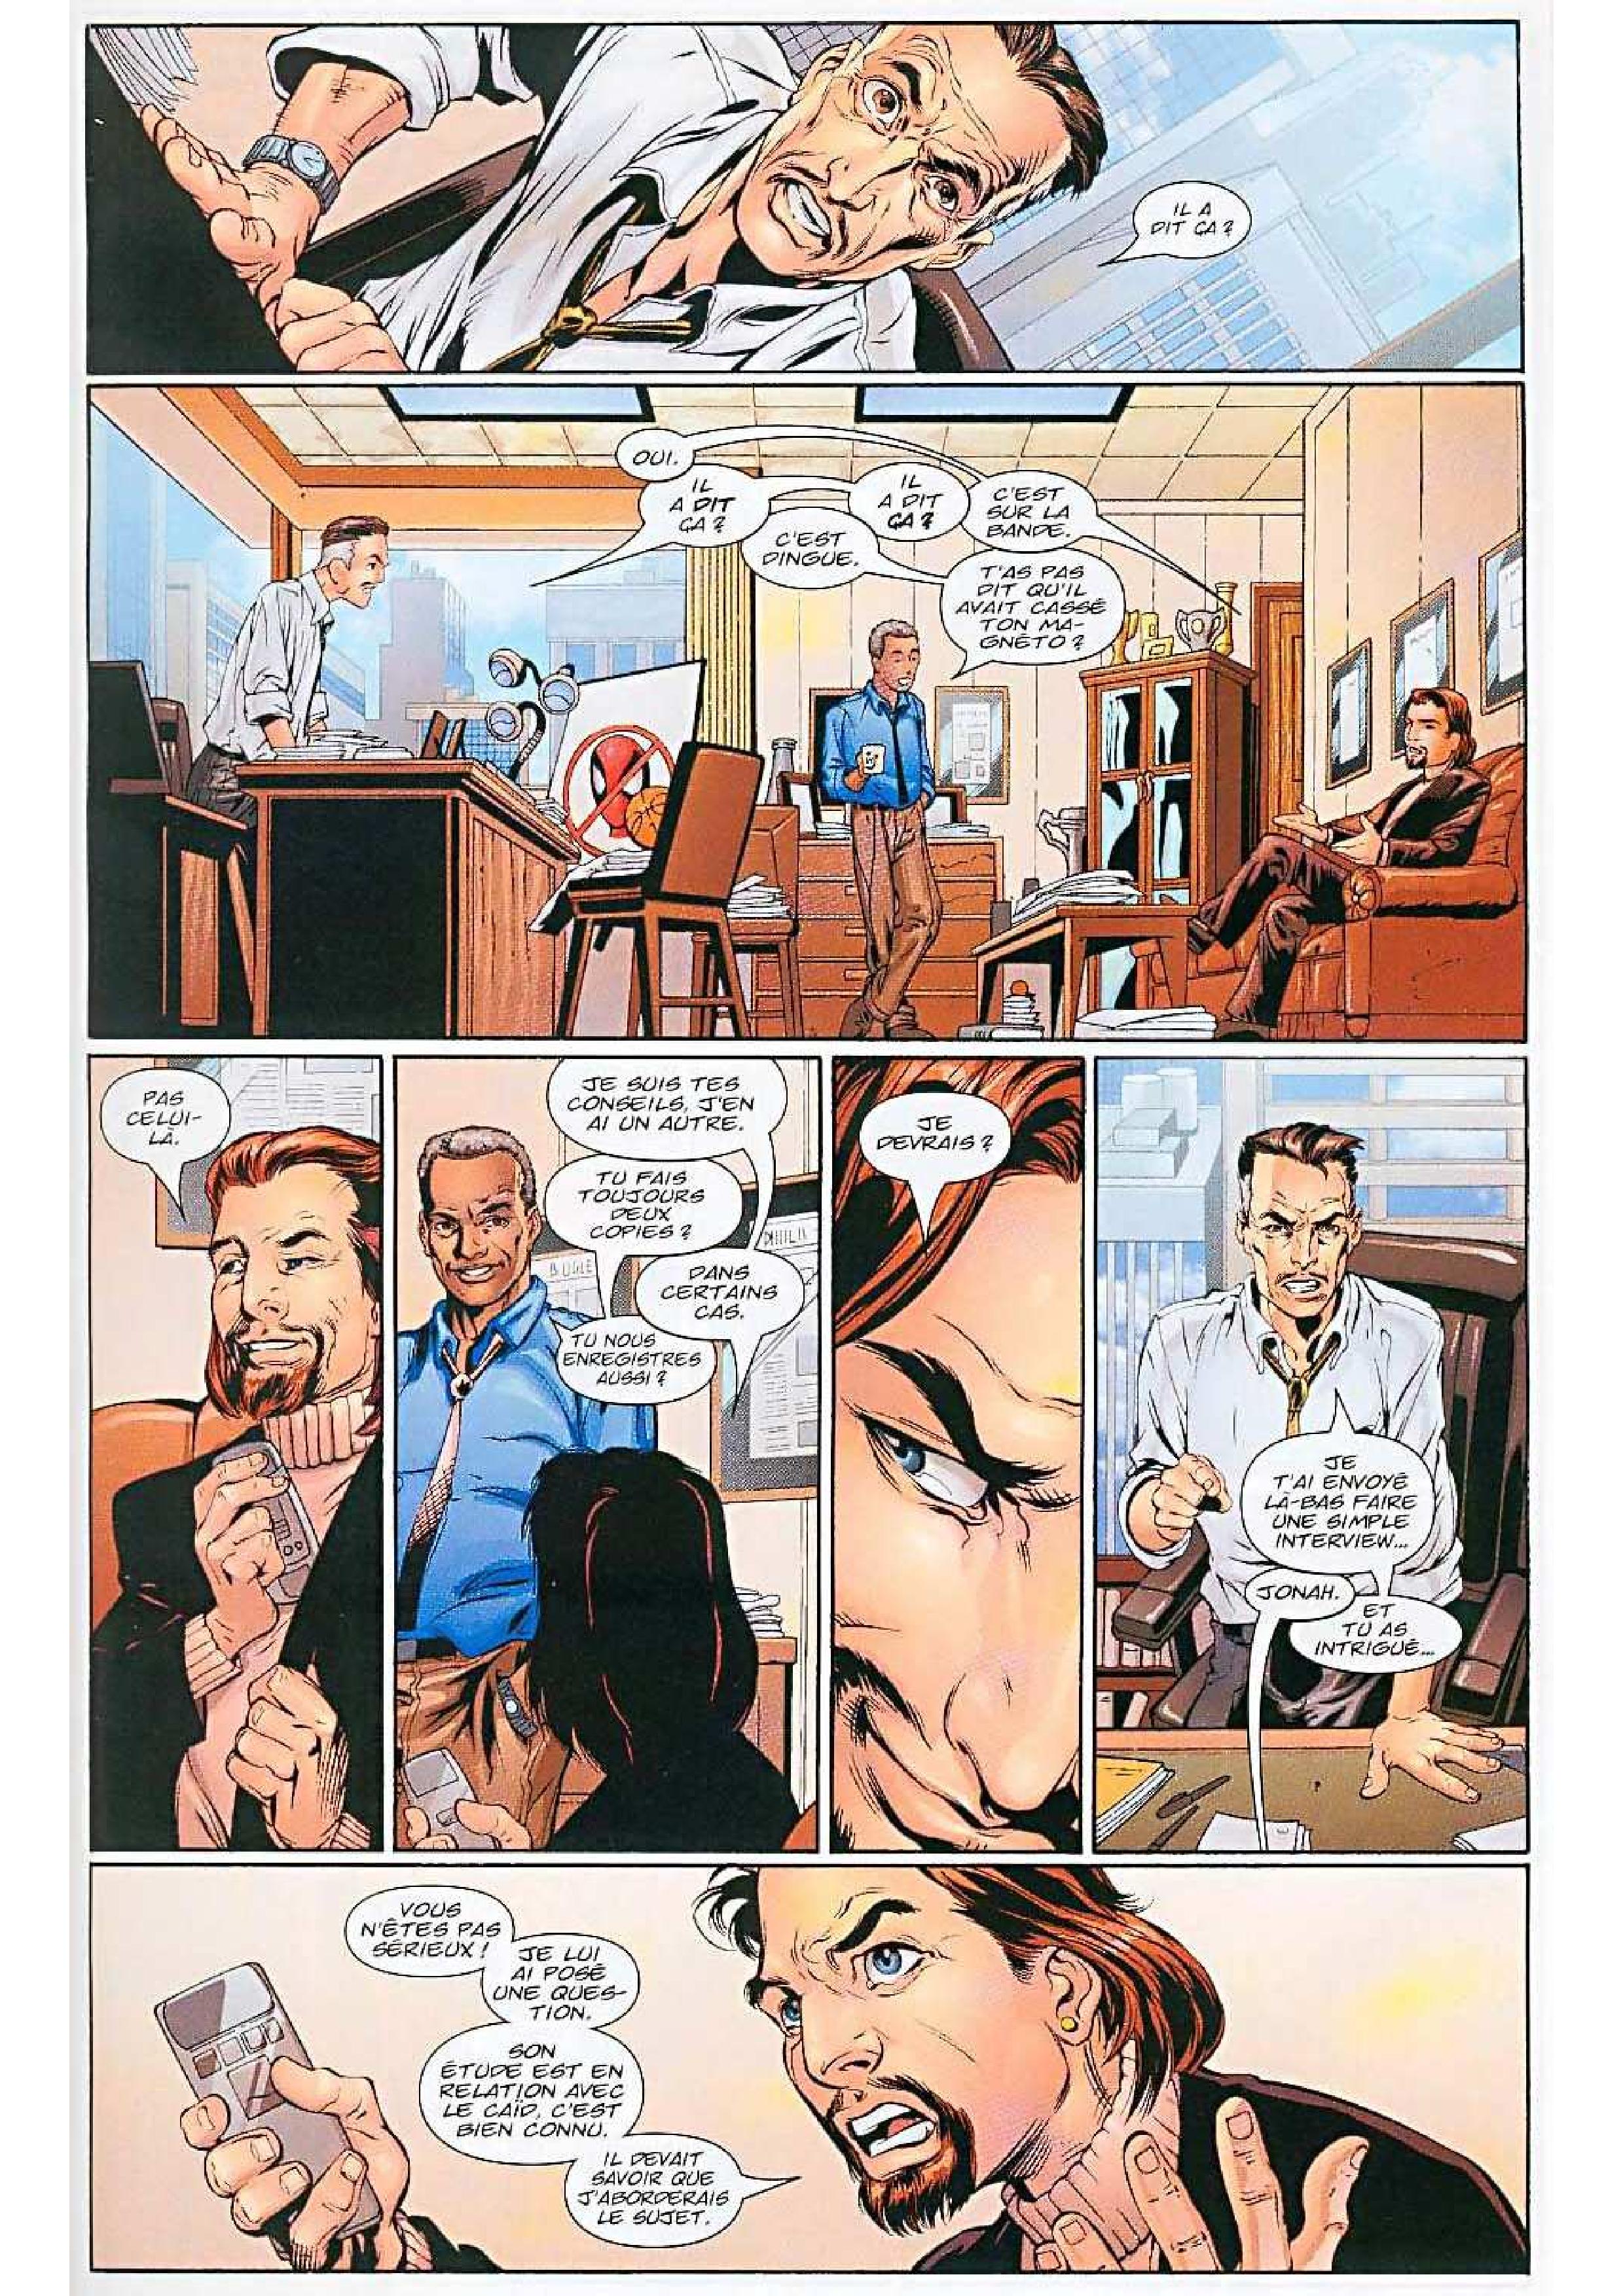 IL A
DIT ÇA ?
OUI.
IL
A DIT
ÇA ?
C'EST
DINGUE.
IL
A DIT
ÇA ?
C'EST
SUR LA
BANDE.
T'AS PAS
DIT QU'IL
AVAIT CASSÉ
TON MA-
GNÉTO ?
PAS
CELUI-
LÀ.
JE SUIS TES
CONSEILS, J'EN
AI UN AUTRE.
TU FAIS
TOUJOURS
DEUX
COPIES ?
DANS
CERTAINS
CAS.
TU NOUS
ENREGISTRES
AUSSI ?
BUGLE
JE
DEVRAIS ?
JE
T'AI ENVOYÉ
LÀ-BAS FAIRE
UNE SIMPLE
INTERVIEW...
JONAH.
ET
TU AS
INTRIGUÉ...
VOUS
N'ÊTES PAS
SÉRIEUX !
JE LUI
AI POSÉ
UNE QUES-
TION.
SON
ÉTUDE EST EN
RELATION AVEC
LE CAÏD, C'EST
BIEN CONNU.
IL DEVAIT
SAVOIR QUE
J'ABORDERAIS
LE SUJET.